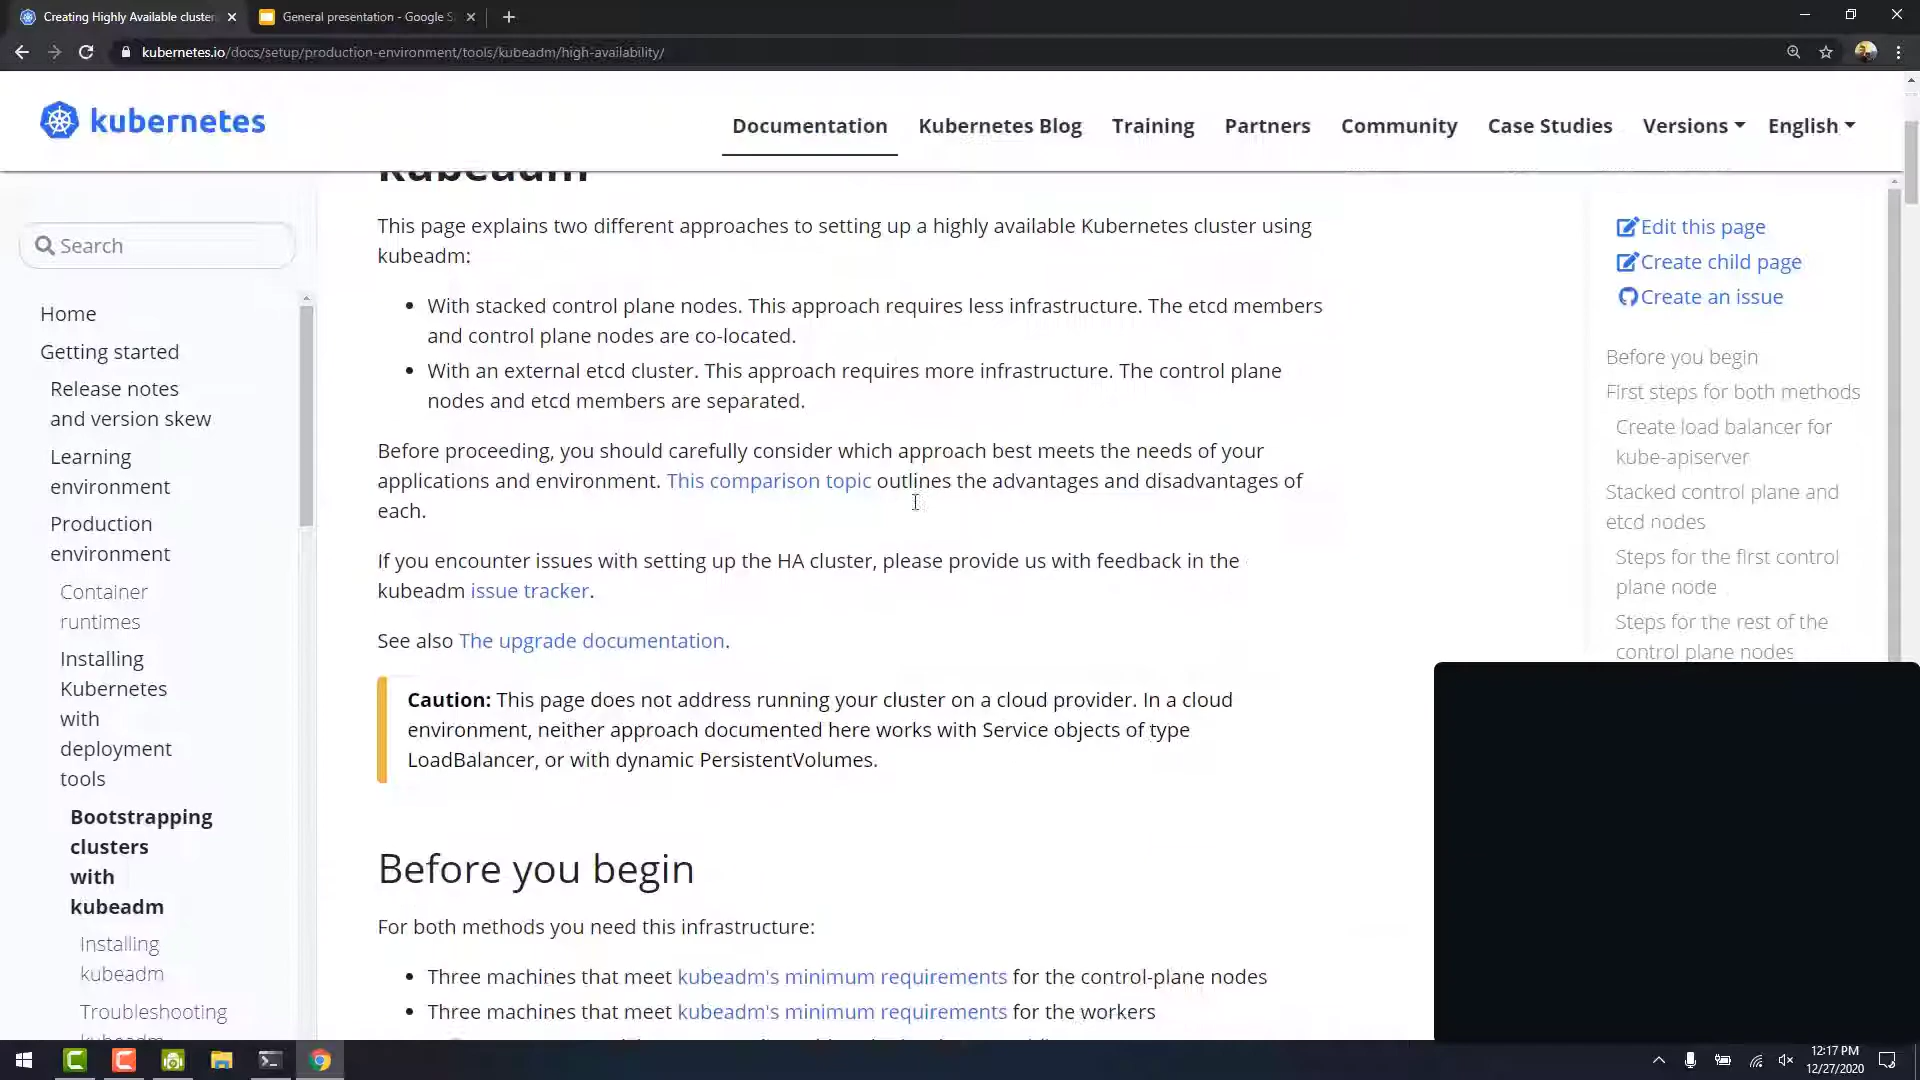 Creating Highly Available cluster
General presentation - Google S
kubernetes.io/docs/setup/production-environment/tools/kubeadm/high-availability/
kubernetes
Documentation
Kubernetes Blog
Training
Partners
Community
Case Studies
Versions
English
Search
Home
Getting started
Release notes
and version skew
Learning
environment
Production
environment
Container
runtimes
Installing
Kubernetes
with
deployment
tools
Bootstrapping
clusters
with
kubeadm
Installing
kubeadm
Troubleshooting
kubeadm
kubeadm
This page explains two different approaches to setting up a highly available Kubernetes cluster using
kubeadm:
• With stacked control plane nodes. This approach requires less infrastructure. The etcd members
and control plane nodes are co-located.
• With an external etcd cluster. This approach requires more infrastructure. The control plane
nodes and etcd members are separated.
Before proceeding, you should carefully consider which approach best meets the needs of your
applications and environment. This comparison topic outlines the advantages and disadvantages of
each.
If you encounter issues with setting up the HA cluster, please provide us with feedback in the
kubeadm issue tracker.
See also The upgrade documentation.
Caution: This page does not address running your cluster on a cloud provider. In a cloud
environment, neither approach documented here works with Service objects of type
LoadBalancer, or with dynamic PersistentVolumes.
Before you begin
For both methods you need this infrastructure:
• Three machines that meet kubeadm's minimum requirements for the control-plane nodes
• Three machines that meet kubeadm's minimum requirements for the workers
Edit this page
Create child page
Create an issue
Before you begin
First steps for both methods
Create load balancer for
kube-apiserver
Stacked control plane and
etcd nodes
Steps for the first control
plane node
Steps for the rest of the
control plane nodes
12:17 PM
12/27/2020